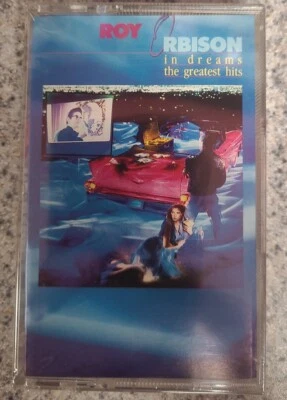 ROY ORBISON
in dreams
the greatest hits